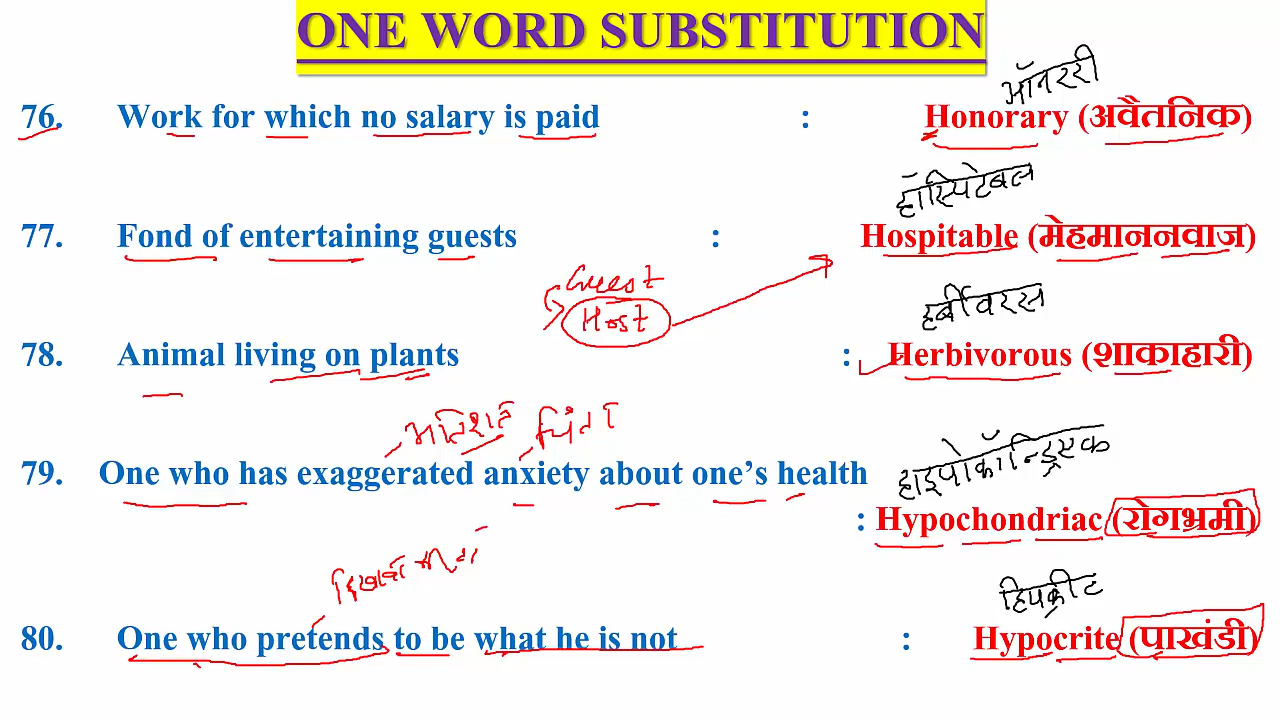 ONE WORD SUBSTITUTION
ऑनररी
76. Work for which no salary is paid : Honorary (अवैतनिक)
हॉस्पिटेबल
77. Fond of entertaining guests : Hospitable (मेहमाननवाज)
Guest
Host
हर्बीवरस
78. Animal living on plants : Herbivorous (शाकाहारी)
चिंता
हाइपोकॉन्ड्रिएक
79. One who has exaggerated anxiety about one's health
: Hypochondriac (रोगभ्रमी)
हिपक्रीट
80. One who pretends to be what he is not : Hypocrite (पाखंडी)